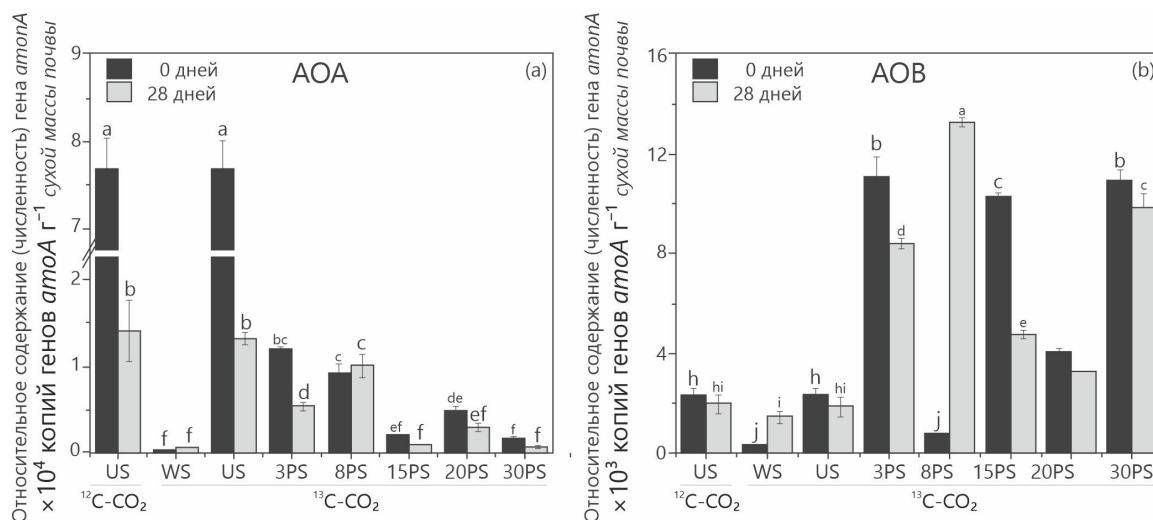 Относительное содержание (численность) гена amonA
×10⁴ копий генов amoA г⁻¹ сухой массы почвы
9
8
7
2
1
0
0 дней
28 дней
AOA
(a)
a
b
f f
a
b
bc
d
c
c
ef
f
de
ef
f
f
US WS US 3PS 8PS 15PS 20PS 30PS
¹²C-CO₂
¹³C-CO₂
Относительное содержание (численность) гена amonA
×10³ копий генов amoA г⁻¹ сухой массы почвы
16
12
8
4
0
0 дней
28 дней
AOB
(b)
h
hi
j
i
h
hi
b
d
j
a
c
e
b
c
US WS US 3PS 8PS 15PS 20PS 30PS
¹²C-CO₂
¹³C-CO₂